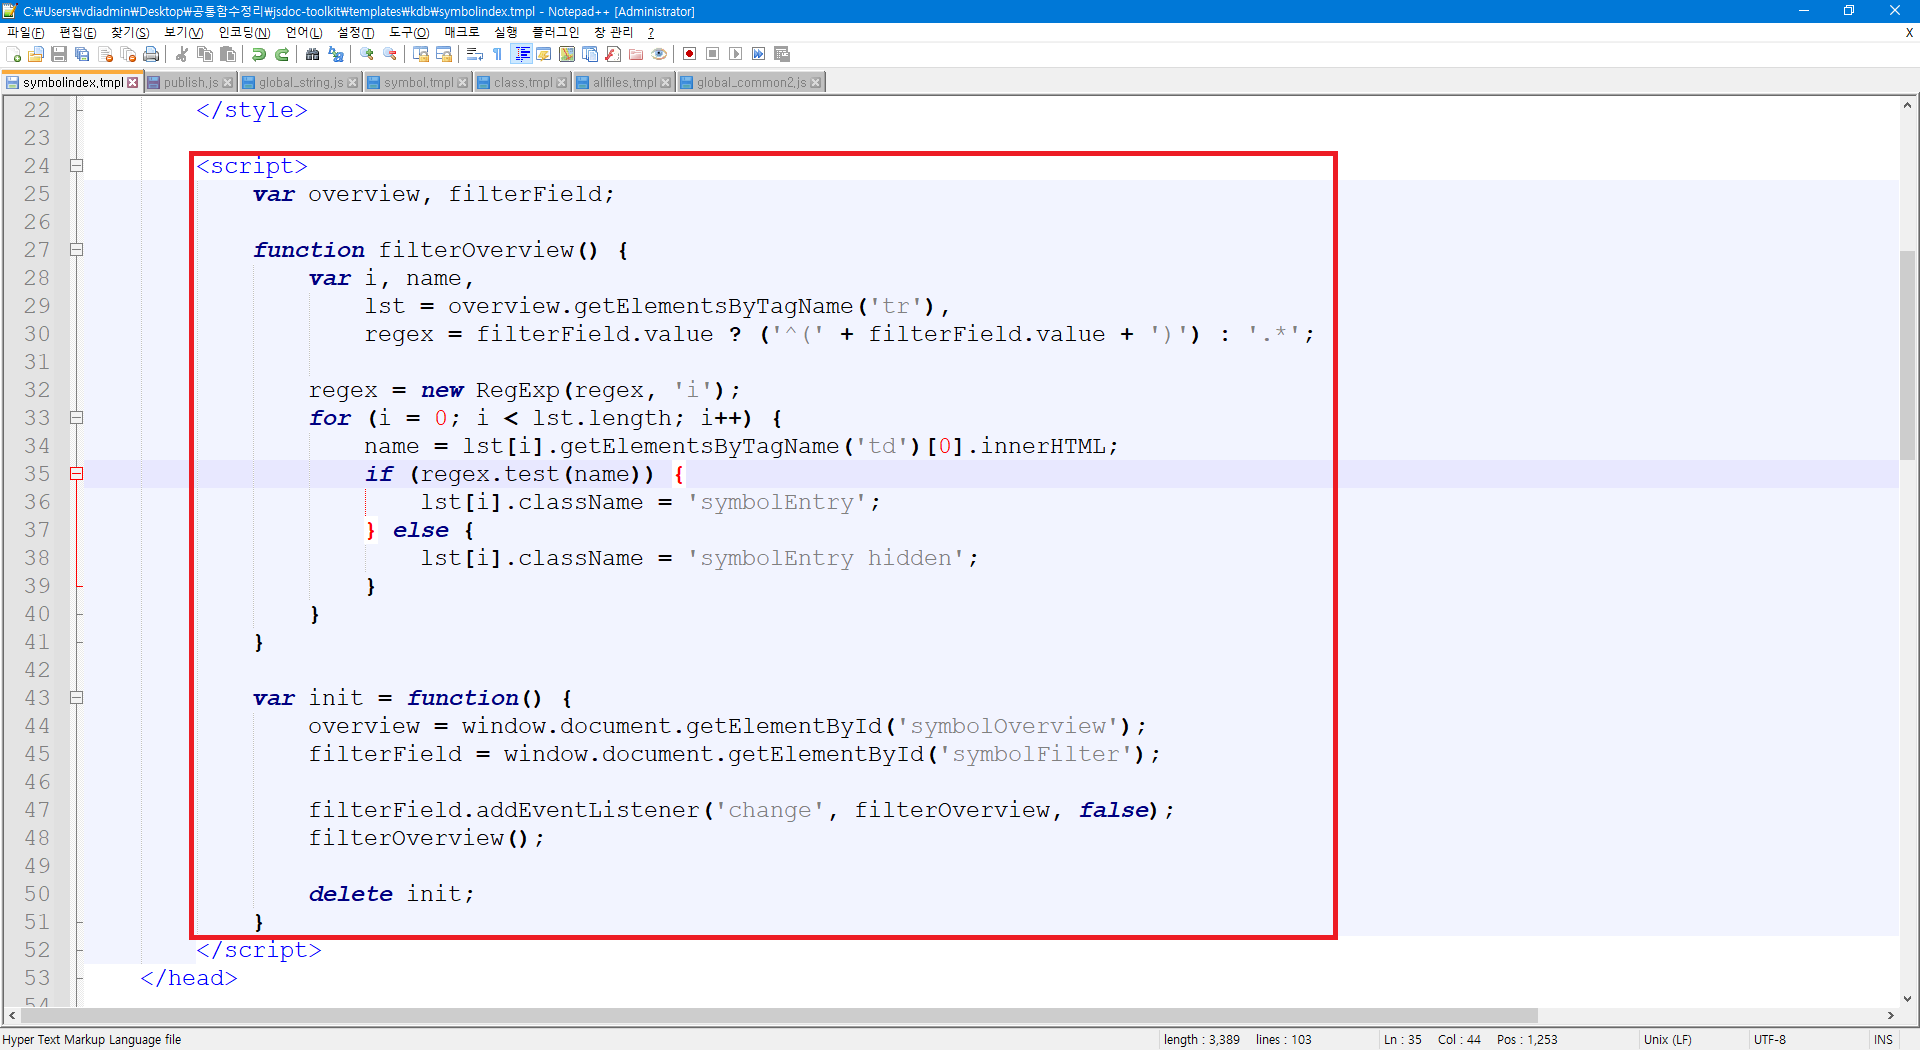 C:₩Users₩vdiadmin₩Desktop₩공통함수정리₩jsdoc-toolkit₩templates₩kdb₩symbolindex.tmpl - Notepad++ [Administrator]
파일(F) 편집(E) 찾기(S) 보기(V) 인코딩(N) 언어(L) 설정(T) 도구(O) 매크로 실행 플러그인 창 관리 ? X
symbolindex.tmpl publish.js global_string.js symbol.tmpl class.tmpl allfiles.tmpl global_common2.js
22 </style>
23
24 <script>
25 var overview, filterField;
26
27 function filterOverview() {
28 var i, name,
29 lst = overview.getElementsByTagName('tr'),
30 regex = filterField.value ? ('^(' + filterField.value + ')') : '.*';
31
32 regex = new RegExp(regex, 'i');
33 for (i = 0; i < lst.length; i++) {
34 name = lst[i].getElementsByTagName('td')[0].innerHTML;
35 if (regex.test(name)) {
36 lst[i].className = 'symbolEntry';
37 } else {
38 lst[i].className = 'symbolEntry hidden';
39 }
40 }
41 }
42
43 var init = function() {
44 overview = window.document.getElementById('symbolOverview');
45 filterField = window.document.getElementById('symbolFilter');
46
47 filterField.addEventListener('change', filterOverview, false);
48 filterOverview();
49
50 delete init;
51 }
52 </script>
53 </head>
54
Hyper Text Markup Language file length : 3,389 lines : 103 Ln : 35 Col : 44 Pos : 1,253 Unix (LF) UTF-8 INS